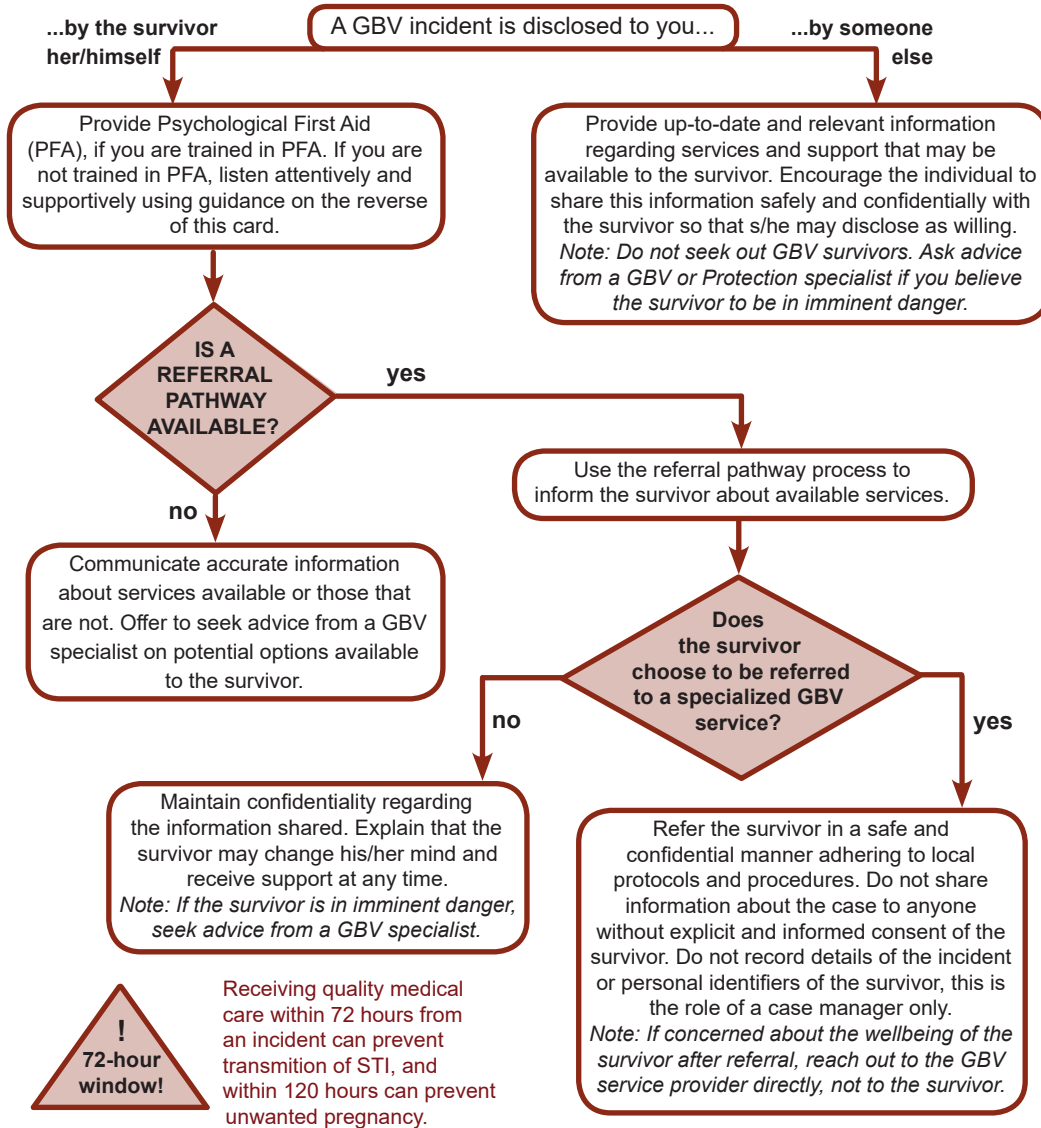 A GBV incident is disclosed to you...
...by the survivor
her/himself
...by someone
else
Provide Psychological First Aid
(PFA), if you are trained in PFA. If you are
not trained in PFA, listen attentively and
supportively using guidance on the reverse
of this card.
Provide up-to-date and relevant information
regarding services and support that may be
available to the survivor. Encourage the individual to
share this information safely and confidentially with
the survivor so that s/he may disclose as willing.
Note: Do not seek out GBV survivors. Ask advice
from a GBV or Protection specialist if you believe
the survivor to be in imminent danger.
IS A
REFERRAL
PATHWAY
AVAILABLE?
yes
Use the referral pathway process to
inform the survivor about available services.
no
Communicate accurate information
about services available or those that
are not. Offer to seek advice from a GBV
specialist on potential options available
to the survivor.
Does
the survivor
choose to be referred
to a specialized GBV
service?
no
yes
Maintain confidentiality regarding
the information shared. Explain that the
survivor may change his/her mind and
receive support at any time.
Note: If the survivor is in imminent danger,
seek advice from a GBV specialist.
Refer the survivor in a safe and
confidential manner adhering to local
protocols and procedures. Do not share
information about the case to anyone
without explicit and informed consent of the
survivor. Do not record details of the incident
or personal identifiers of the survivor, this is
the role of a case manager only.
Note: If concerned about the wellbeing of the
survivor after referral, reach out to the GBV
service provider directly, not to the survivor.
!
72-hour
window!
Receiving quality medical
care within 72 hours from
an incident can prevent
transmition of STI, and
within 120 hours can prevent
unwanted pregnancy.